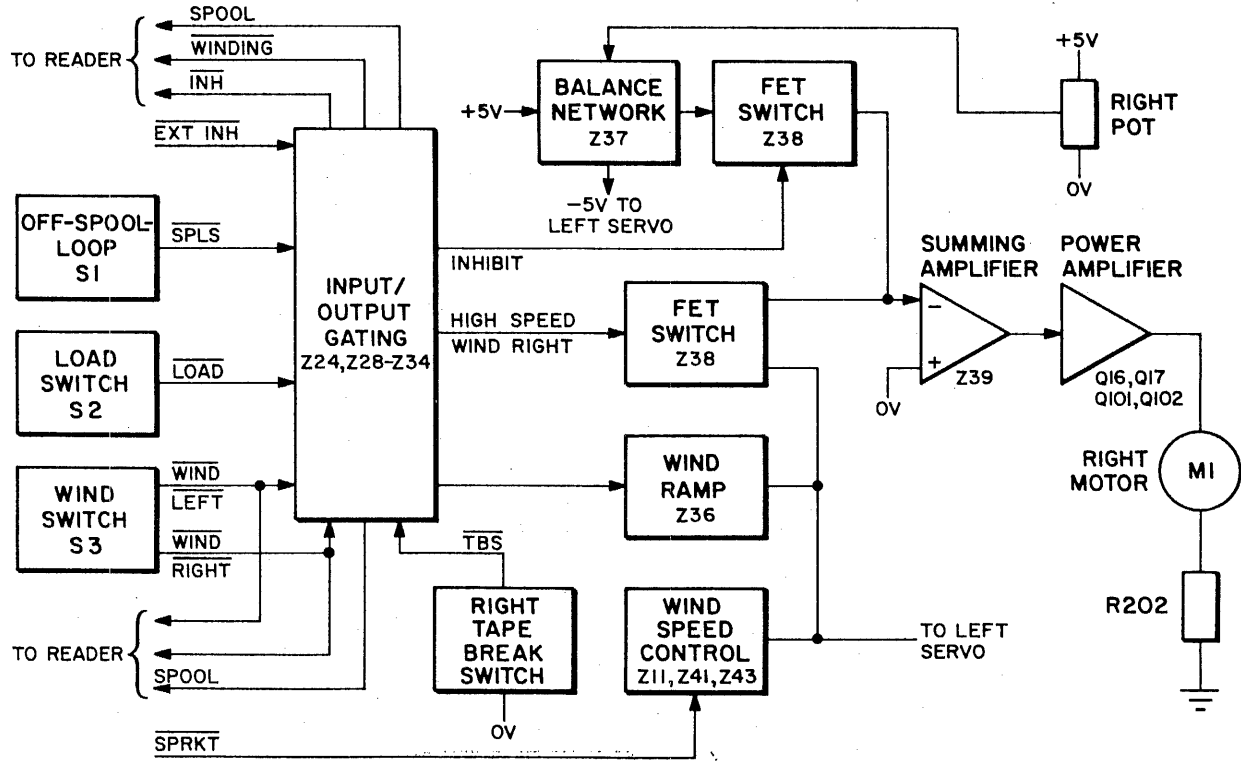 SPOOL
WINDING
TO READER
INH
EXT INH
OFF-SPOOL-
LOOP
S1
SPLS
LOAD
SWITCH
S2
LOAD
WIND
SWITCH
S3
WIND
LEFT
WIND
RIGHT
TO READER
SPOOL
SPRKT
INPUT/
OUTPUT
GATING
Z24,Z28-Z34
TBS
RIGHT
TAPE
BREAK
SWITCH
0V
+5V
BALANCE
NETWORK
Z37
-5V TO
LEFT SERVO
FET
SWITCH
Z38
INHIBIT
HIGH SPEED
WIND RIGHT
FET
SWITCH
Z38
WIND
RAMP
Z36
WIND
SPEED
CONTROL
Z11,Z41,Z43
TO LEFT
SERVO
+5V
RIGHT
POT
0V
SUMMING
AMPLIFIER
−
+
0V
Z39
POWER
AMPLIFIER
Q16,Q17
Q101,Q102
RIGHT
MOTOR
M1
R202